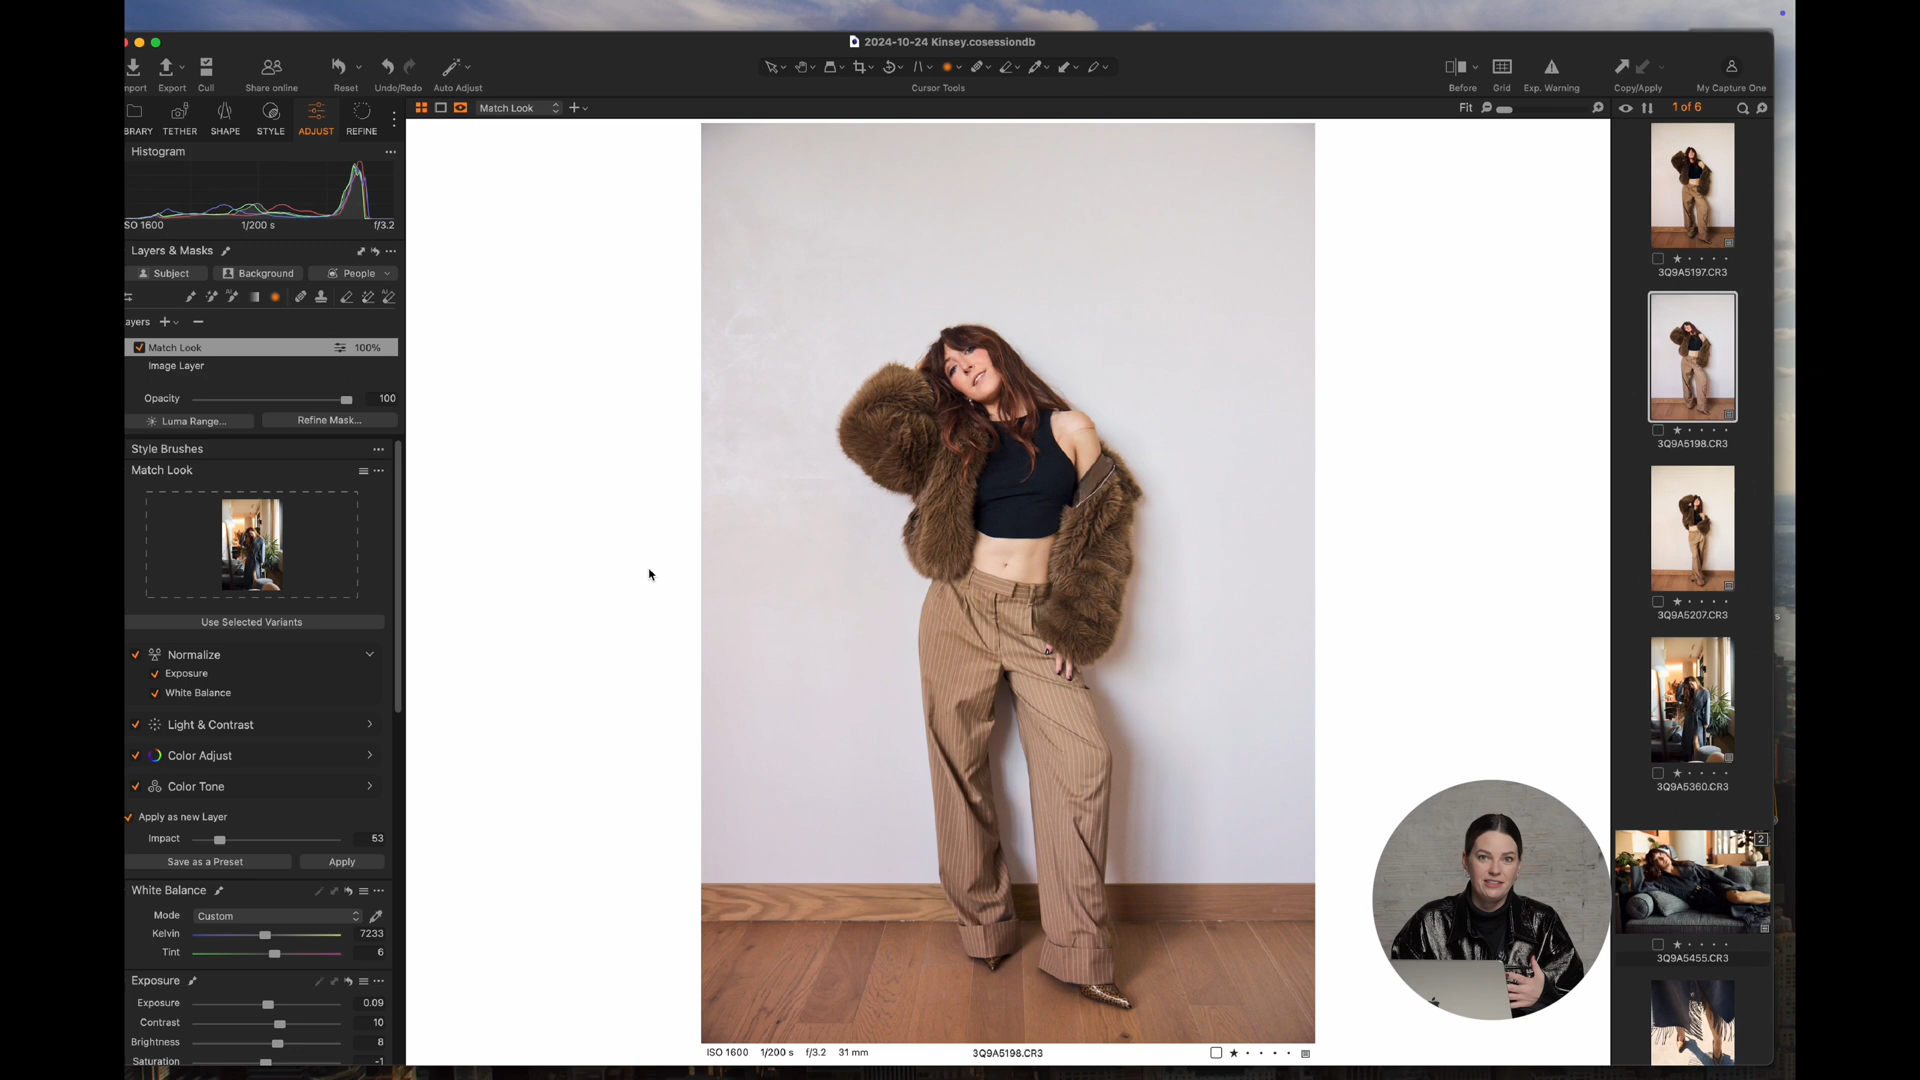 2024-10-24 Kinsey.cosessiondb
mport Export Cull Share online Reset Undo/Redo Auto Adjust Cursor Tools Before Grid Exp. Warning Copy/Apply My Capture One
BRARY TETHER SHAPE STYLE ADJUST REFINE
Match Look
Fit
1 of 6
Histogram
SO 1600 1/200 s f/3.2
Layers & Masks
Subject Background People
ayers
Match Look 100%
Image Layer
Opacity 100
Luma Range... Refine Mask...
Style Brushes
Match Look
Use Selected Variants
Normalize
Exposure
White Balance
Light & Contrast
Color Adjust
Color Tone
Apply as new Layer
Impact 53
Save as a Preset Apply
White Balance
Mode Custom
Kelvin 7233
Tint 6
Exposure
Exposure 0.09
Contrast 10
Brightness 8
Saturation -1
ISO 1600 1/200 s f/3.2 31 mm 3Q9A5198.CR3
3Q9A5197.CR3
3Q9A5198.CR3
3Q9A5207.CR3
3Q9A5360.CR3
2
3Q9A5455.CR3